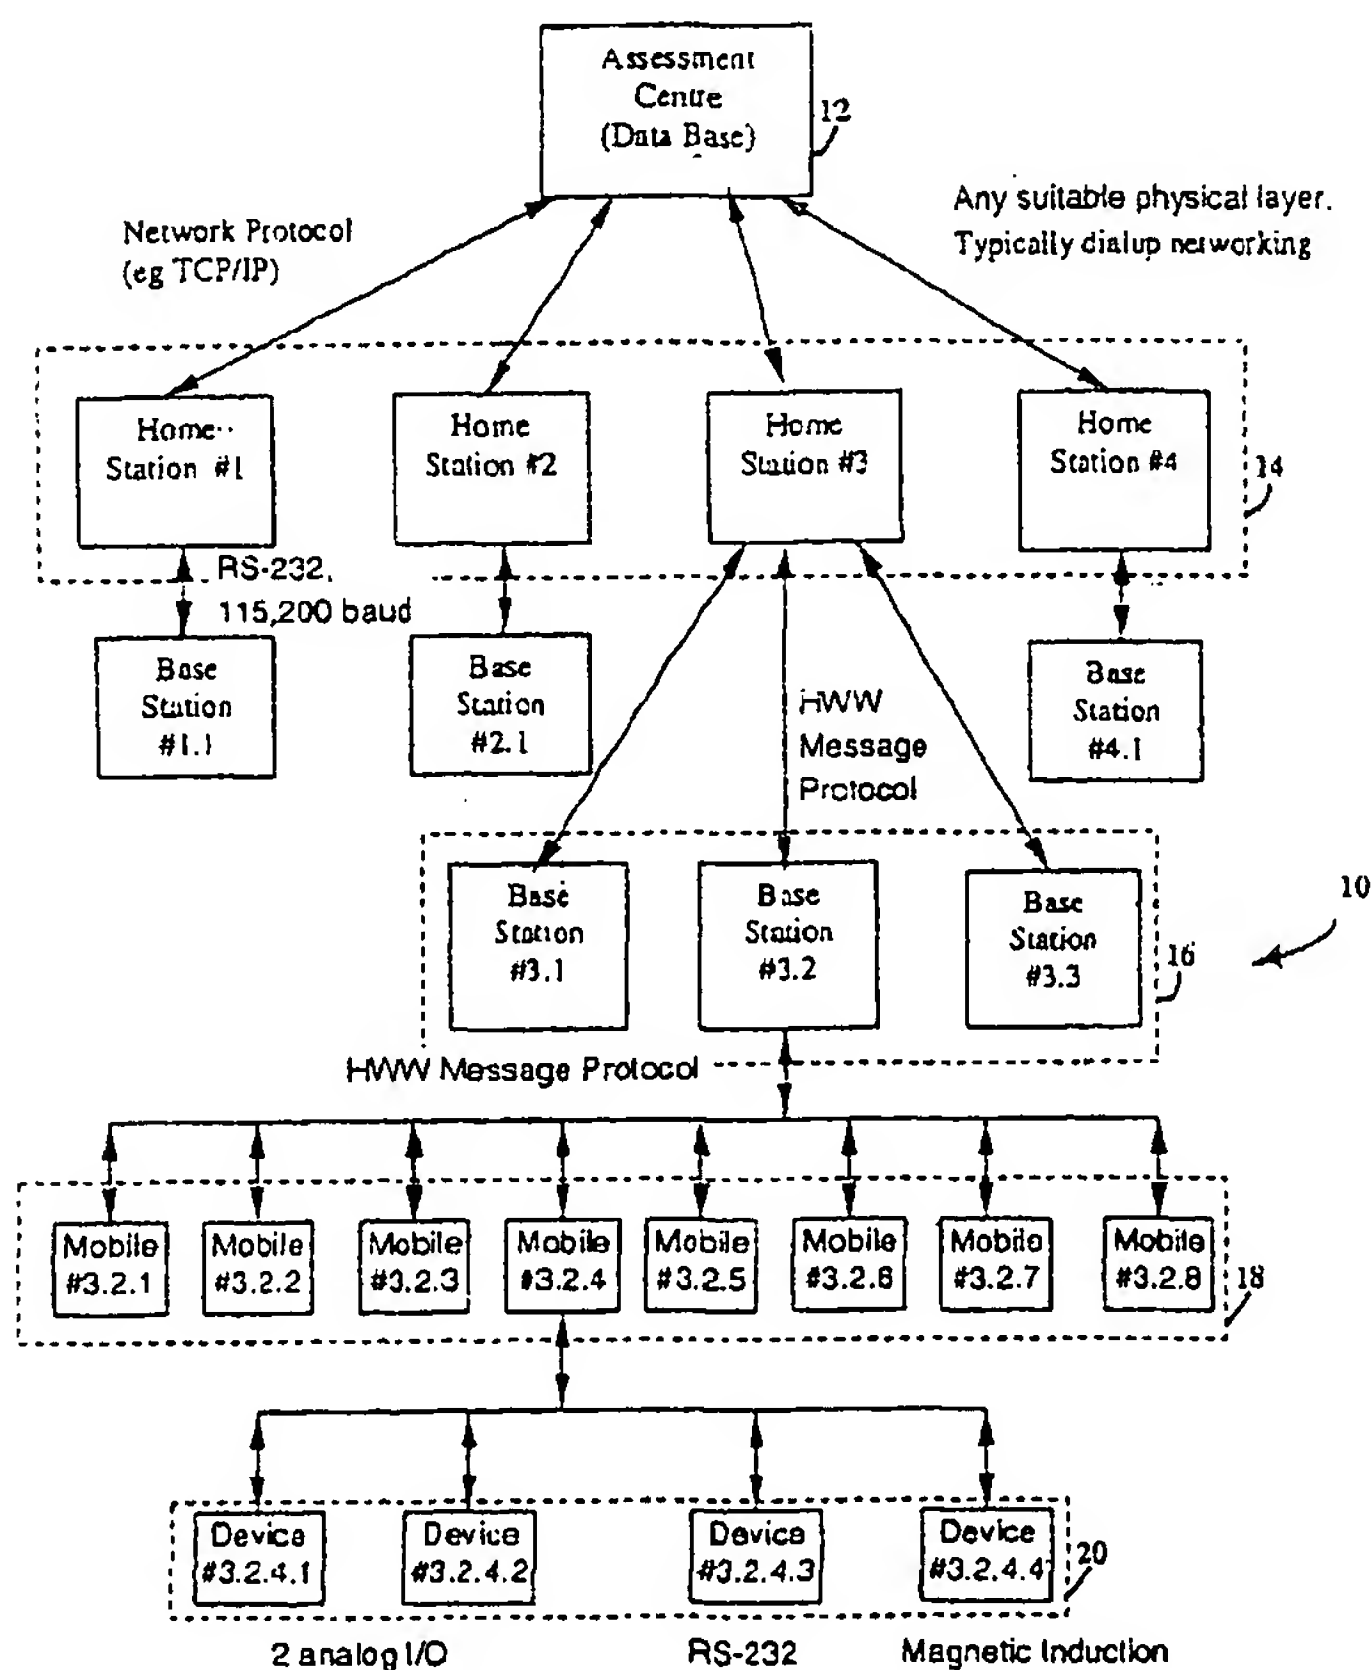 Assessment
Centre
(Data Base)
12
Any suitable physical layer.
Typically dialup networking
Network Protocol
(eg TCP/IP)
Home
Station #1
Home
Station #2
Home
Station #3
Home
Station #4
14
RS-232,
115,200 baud
Base
Station
#1.1
Base
Station
#2.1
HWW
Message
Protocol
Base
Station
#4.1
Base
Station
#3.1
Base
Station
#3.2
Base
Station
#3.3
16
10
HWW Message Protocol
Mobile
#3.2.1
Mobile
#3.2.2
Mobile
#3.2.3
Mobile
#3.2.4
Mobile
#3.2.5
Mobile
#3.2.6
Mobile
#3.2.7
Mobile
#3.2.8
18
Device
#3.2.4.1
Device
#3.2.4.2
Device
#3.2.4.3
Device
#3.2.4.4
20
2 analog I/O
RS-232
Magnetic Induction